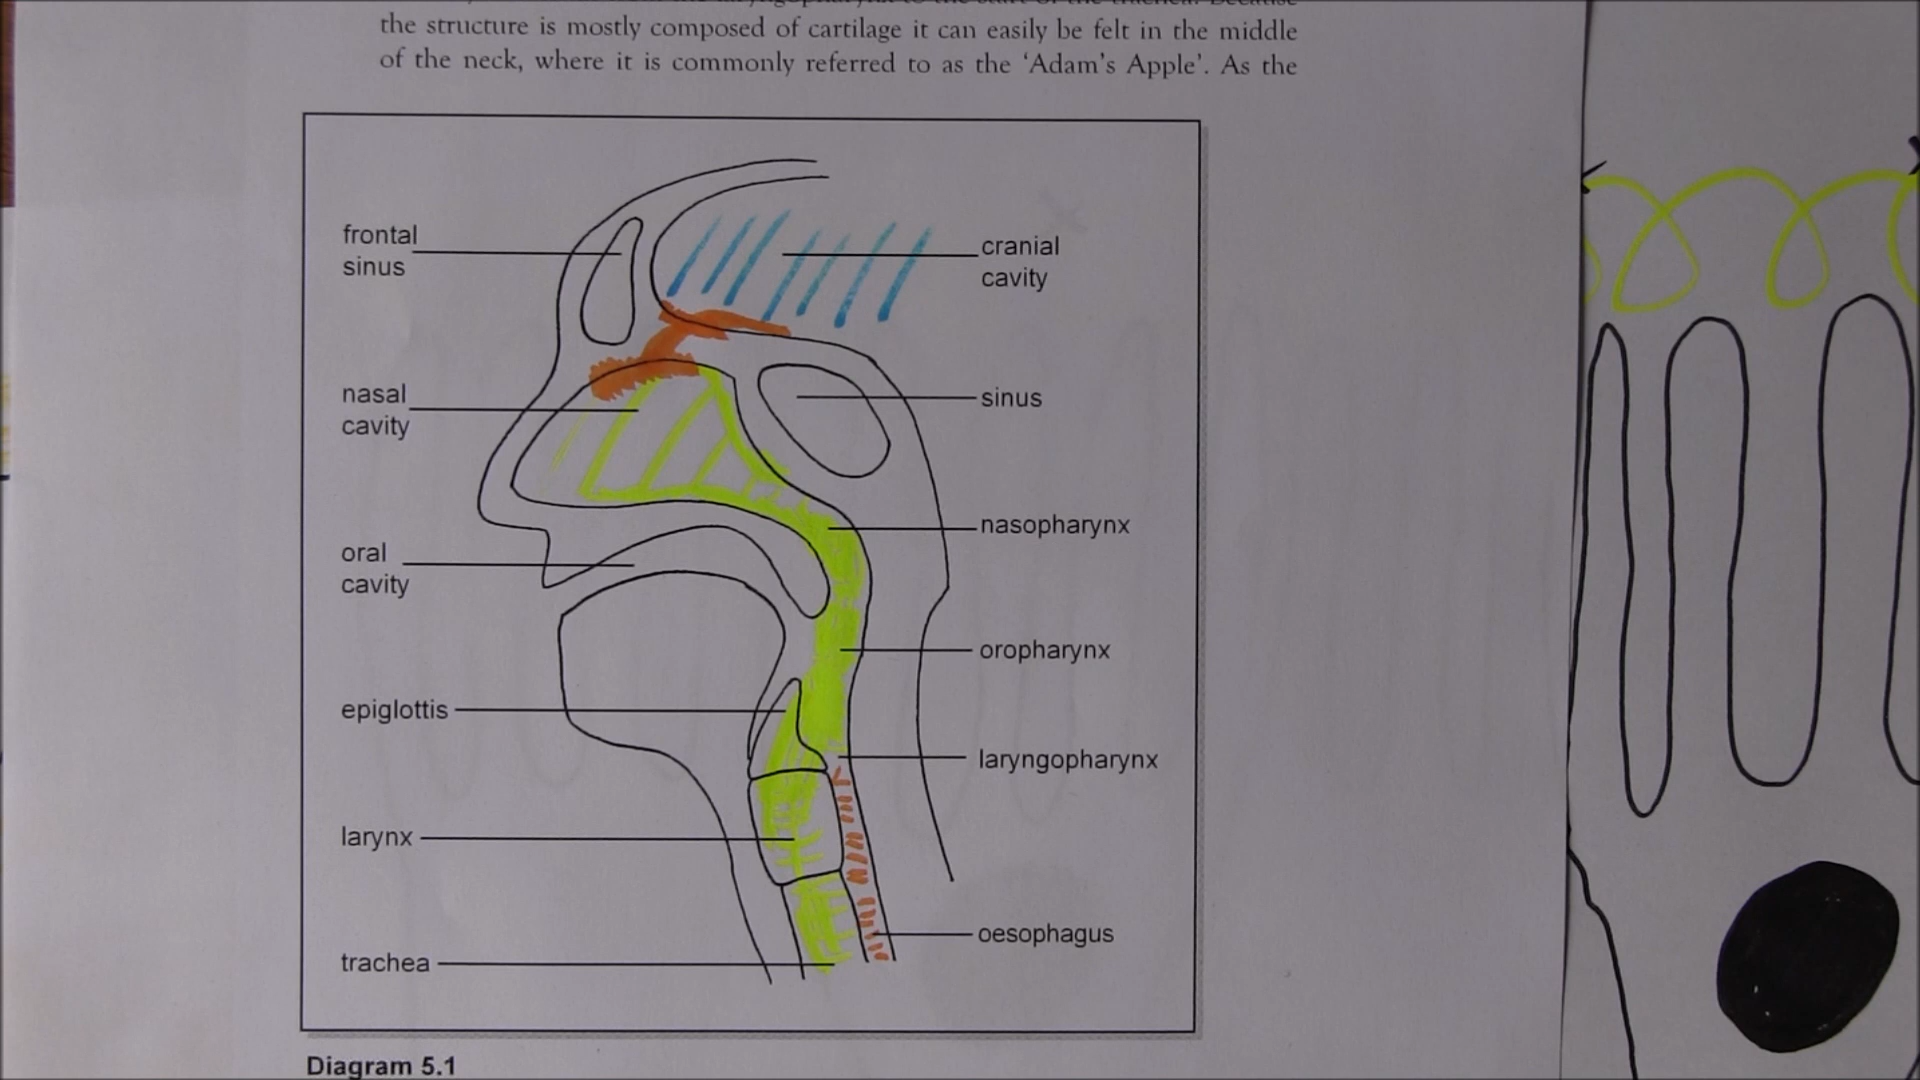 the structure is mostly composed of cartilage it can easily be felt in the middle
of the neck, where it is commonly referred to as the ‘Adam’s Apple’. As the
frontal
sinus
cranial
cavity
nasal
cavity
sinus
nasopharynx
oral
cavity
oropharynx
epiglottis
laryngopharynx
larynx
oesophagus
trachea
Diagram 5.1